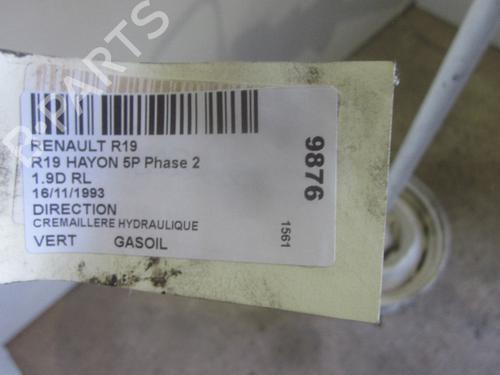 RENAULT R19
R19 HAYON 5P Phase 2
1.9D RL
16/11/1993
DIRECTION
CREMAILLERE HYDRAULIQUE
VERT GASOIL
9876
1561
B-PARTS